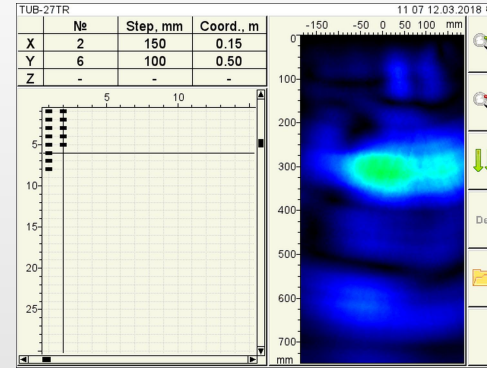 TUB-27TR 11 07 12.03.2018
№ Step, mm Coord., m
X 2 150 0.15
Y 6 100 0.50
Z - - -
5 10
5
10
15
20
25
-150 -50 0 50 100 mm
0
100
200
300
400
500
600
700
mm